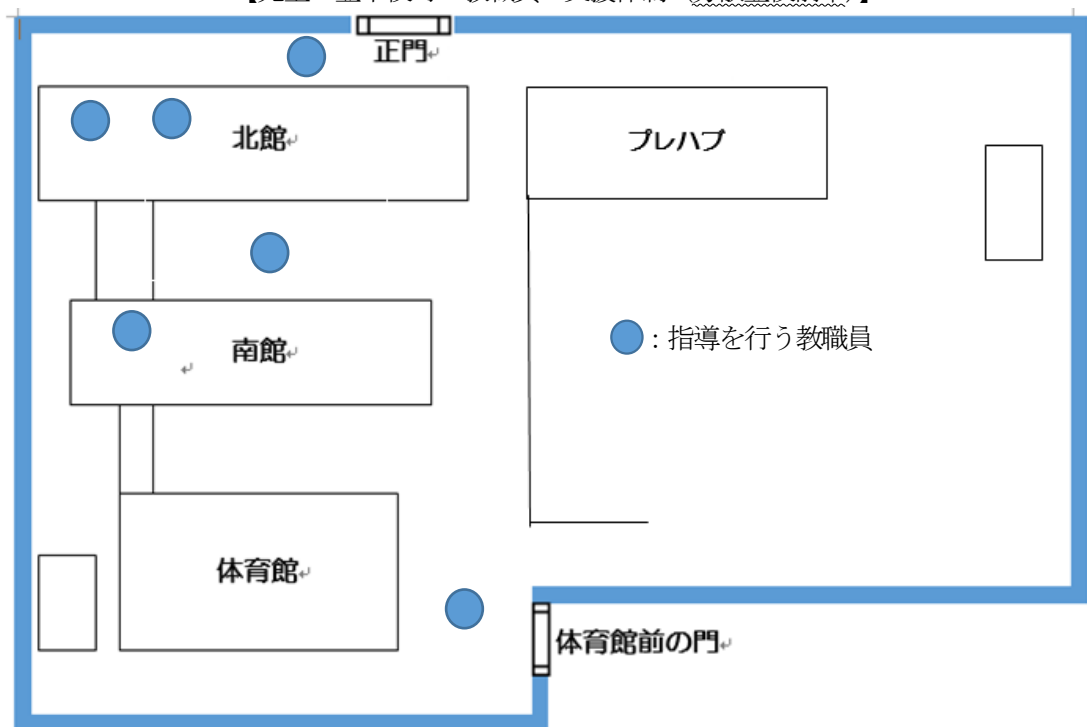 正門
北館
プレハブ
南館
：指導を行う教職員
体育館
体育館前の門